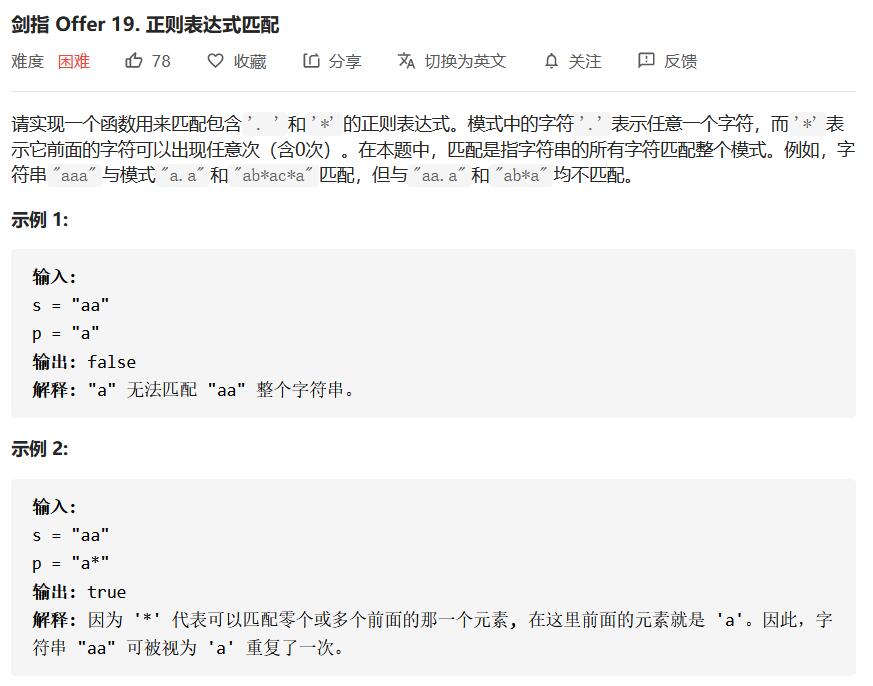 剑指 Offer 19. 正则表达式匹配
难度 困难 78 收藏 分享 切换为英文 关注 反馈
请实现一个函数用来匹配包含'. '和'*'的正则表达式。模式中的字符'.'表示任意一个字符，而'*'表
示它前面的字符可以出现任意次（含0次）。在本题中，匹配是指字符串的所有字符匹配整个模式。例如，字
符串"aaa"与模式"a.a"和"ab*ac*a"匹配，但与"aa.a"和"ab*a"均不匹配。
示例 1:
输入:
s = "aa"
p = "a"
输出: false
解释: "a" 无法匹配 "aa" 整个字符串。
示例 2:
输入:
s = "aa"
p = "a*"
输出: true
解释: 因为 '*' 代表可以匹配零个或多个前面的那一个元素, 在这里前面的元素就是 'a'。因此，字
符串 "aa" 可被视为 'a' 重复了一次。